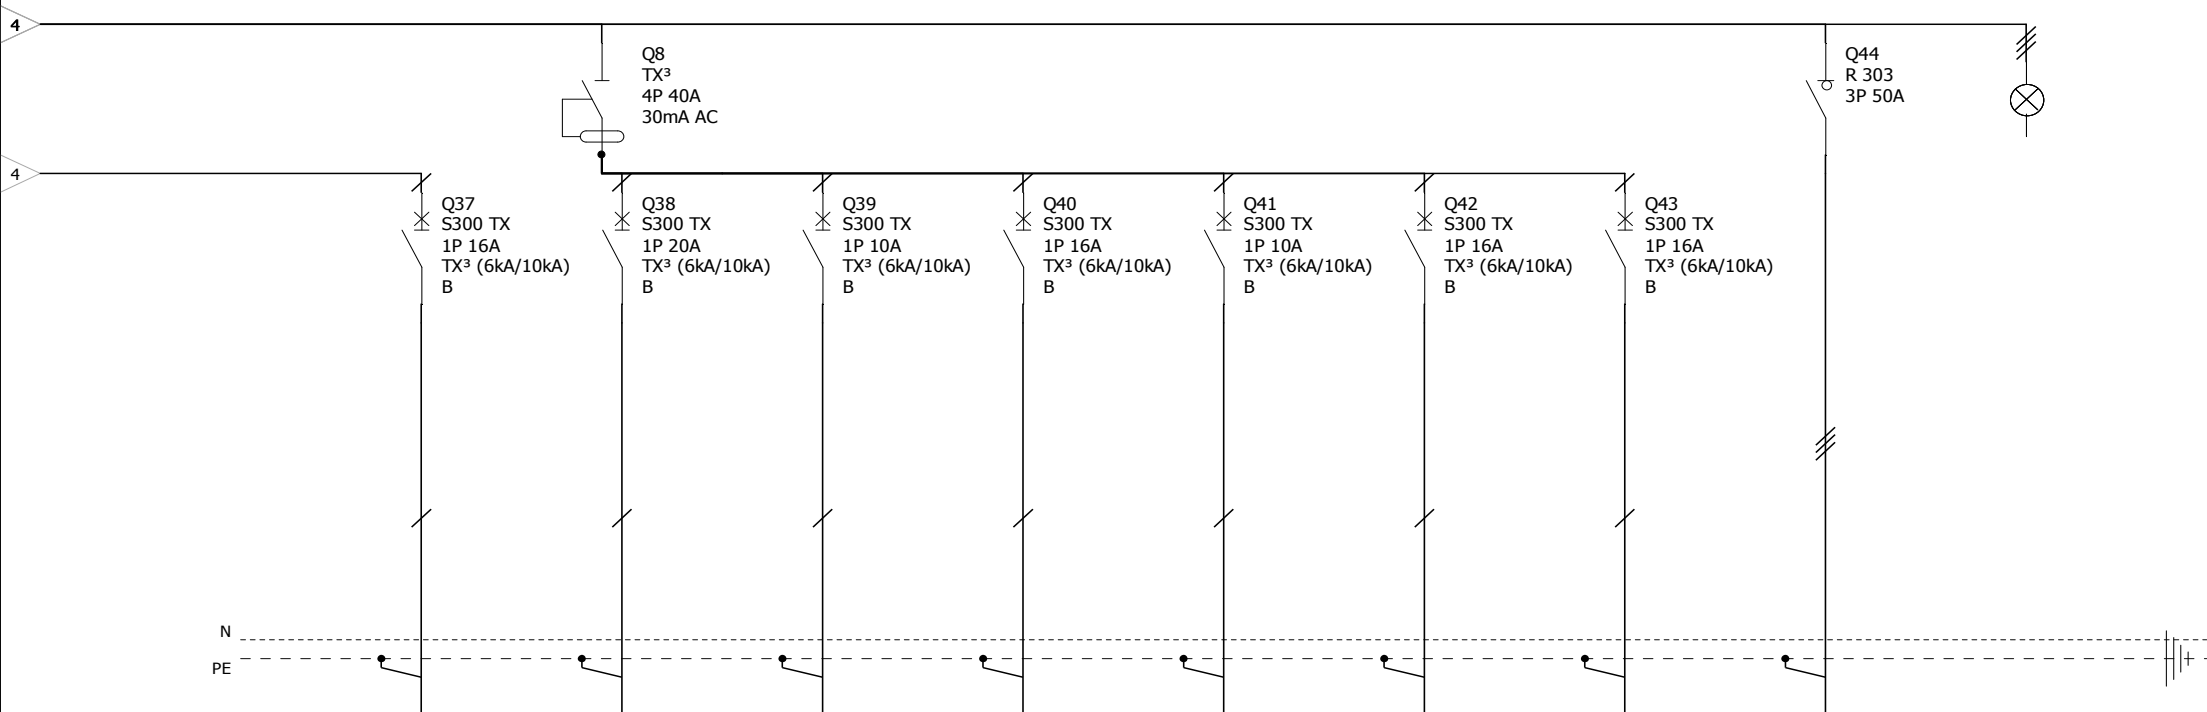 4
Q8
TX³
4P 40A
30mA AC
Q44
R 303
3P 50A
4
Q37
S300 TX
1P 16A
TX³ (6kA/10kA)
B
Q38
S300 TX
1P 20A
TX³ (6kA/10kA)
B
Q39
S300 TX
1P 10A
TX³ (6kA/10kA)
B
Q40
S300 TX
1P 16A
TX³ (6kA/10kA)
B
Q41
S300 TX
1P 10A
TX³ (6kA/10kA)
B
Q42
S300 TX
1P 16A
TX³ (6kA/10kA)
B
Q43
S300 TX
1P 16A
TX³ (6kA/10kA)
B
N
PE